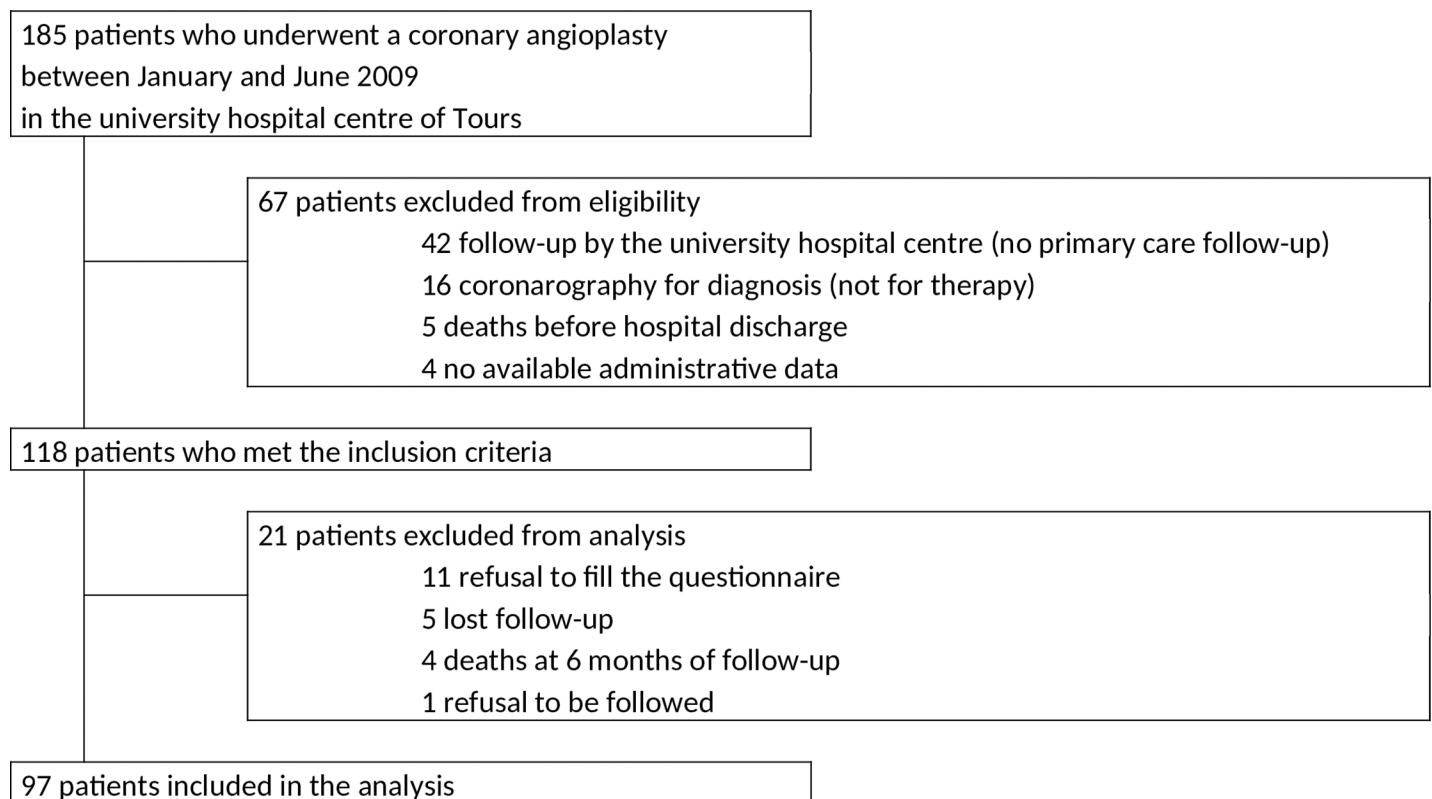 185 patients who underwent a coronary angioplasty
between January and June 2009
in the university hospital centre of Tours
67 patients excluded from eligibility
42 follow-up by the university hospital centre (no primary care follow-up)
16 coronarography for diagnosis (not for therapy)
5 deaths before hospital discharge
4 no available administrative data
118 patients who met the inclusion criteria
21 patients excluded from analysis
11 refusal to fill the questionnaire
5 lost follow-up
4 deaths at 6 months of follow-up
1 refusal to be followed
97 patients included in the analysis